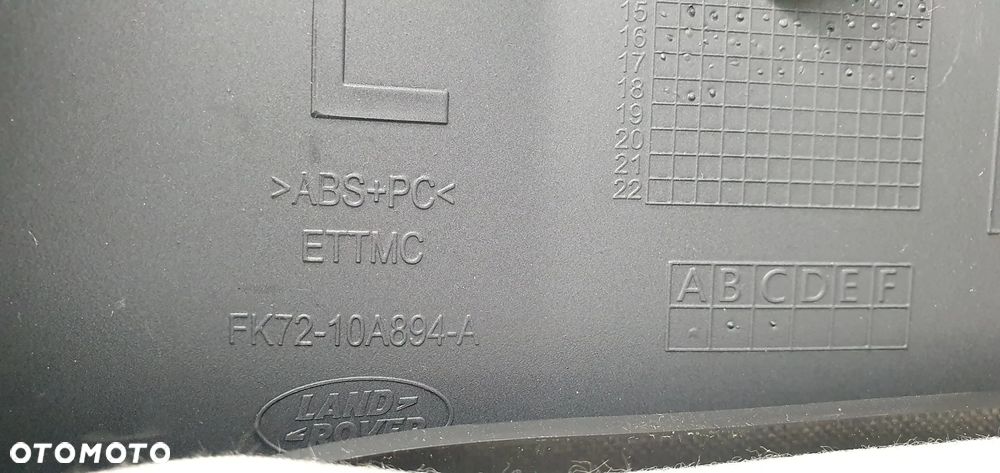 L
15
16
17
18
19
20
21
22
>ABS+PC<
ETTMC
A B C D E F
FK72-10A894-A
LAND
ROVER
OTOMOTO